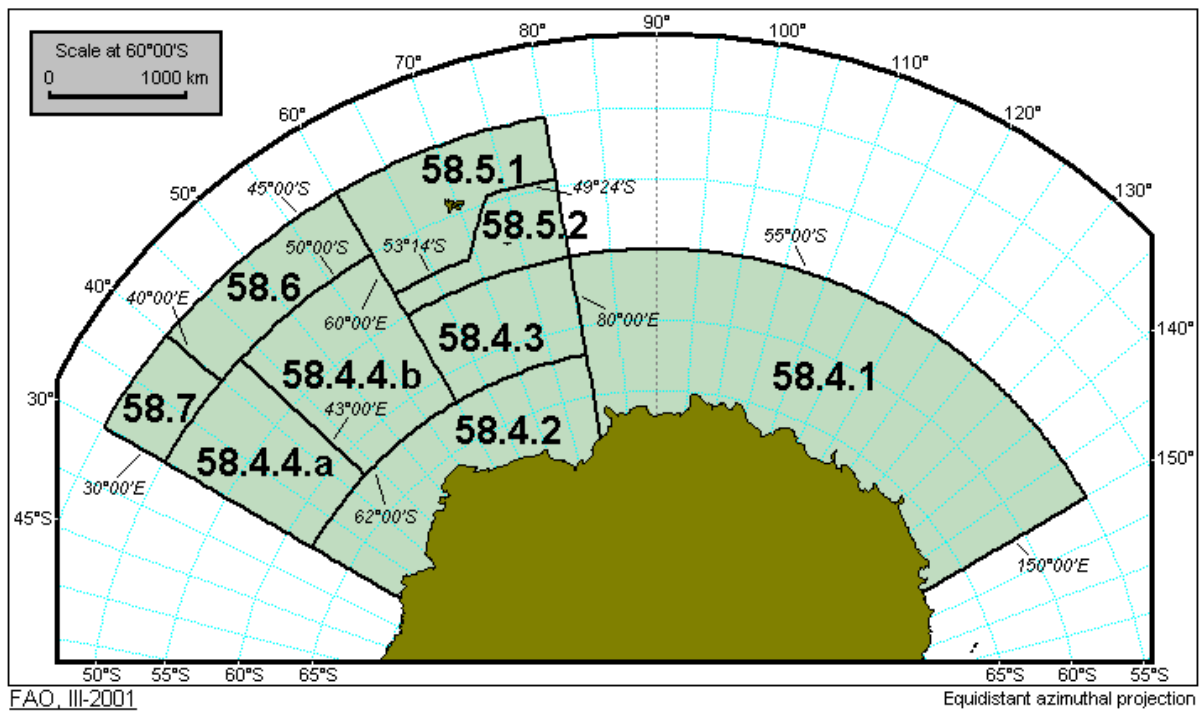 Scale at 60°00'S
0 1000 km
30°
40°
50°
60°
70°
80°
90°
100°
110°
120°
130°
140°
150°
45°00'S
50°00'S
40°00'E
53°14'S
49°24'S
55°00'S
60°00'E
80°00'E
43°00'E
30°00'E
62°00'S
150°00'E
58.5.1
58.5.2
58.6
58.4.3
58.4.4.b
58.4.1
58.7
58.4.2
58.4.4.a
45°S
50°S 55°S 60°S 65°S 65°S 60°S 55°S
FAO, III-2001
Equidistant azimuthal projection